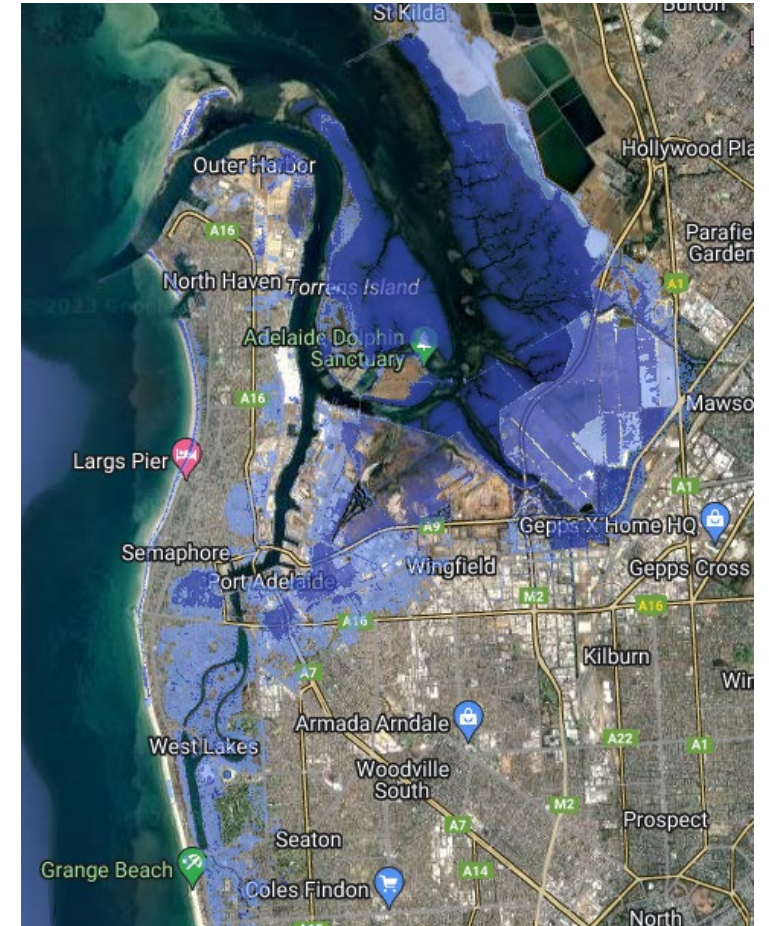 St Kilda
Burton
Hollywood Pla
Outer Harbor
Parafie
Garden
A16
North Haven
Torrens Island
A1
Adelaide Dolphin
Sanctuary
A16
Mawso
Largs Pier
A1
A9
Gepps X Home HQ
Semaphore
Wingfield
Gepps Cross
Port Adelaide
M2
A16
A16
Kilburn
A7
Win
Armada Arndale
A22
A1
West Lakes
Woodville
South
M2
A7
Prospect
Seaton
Grange Beach
A14
Coles Findon
North